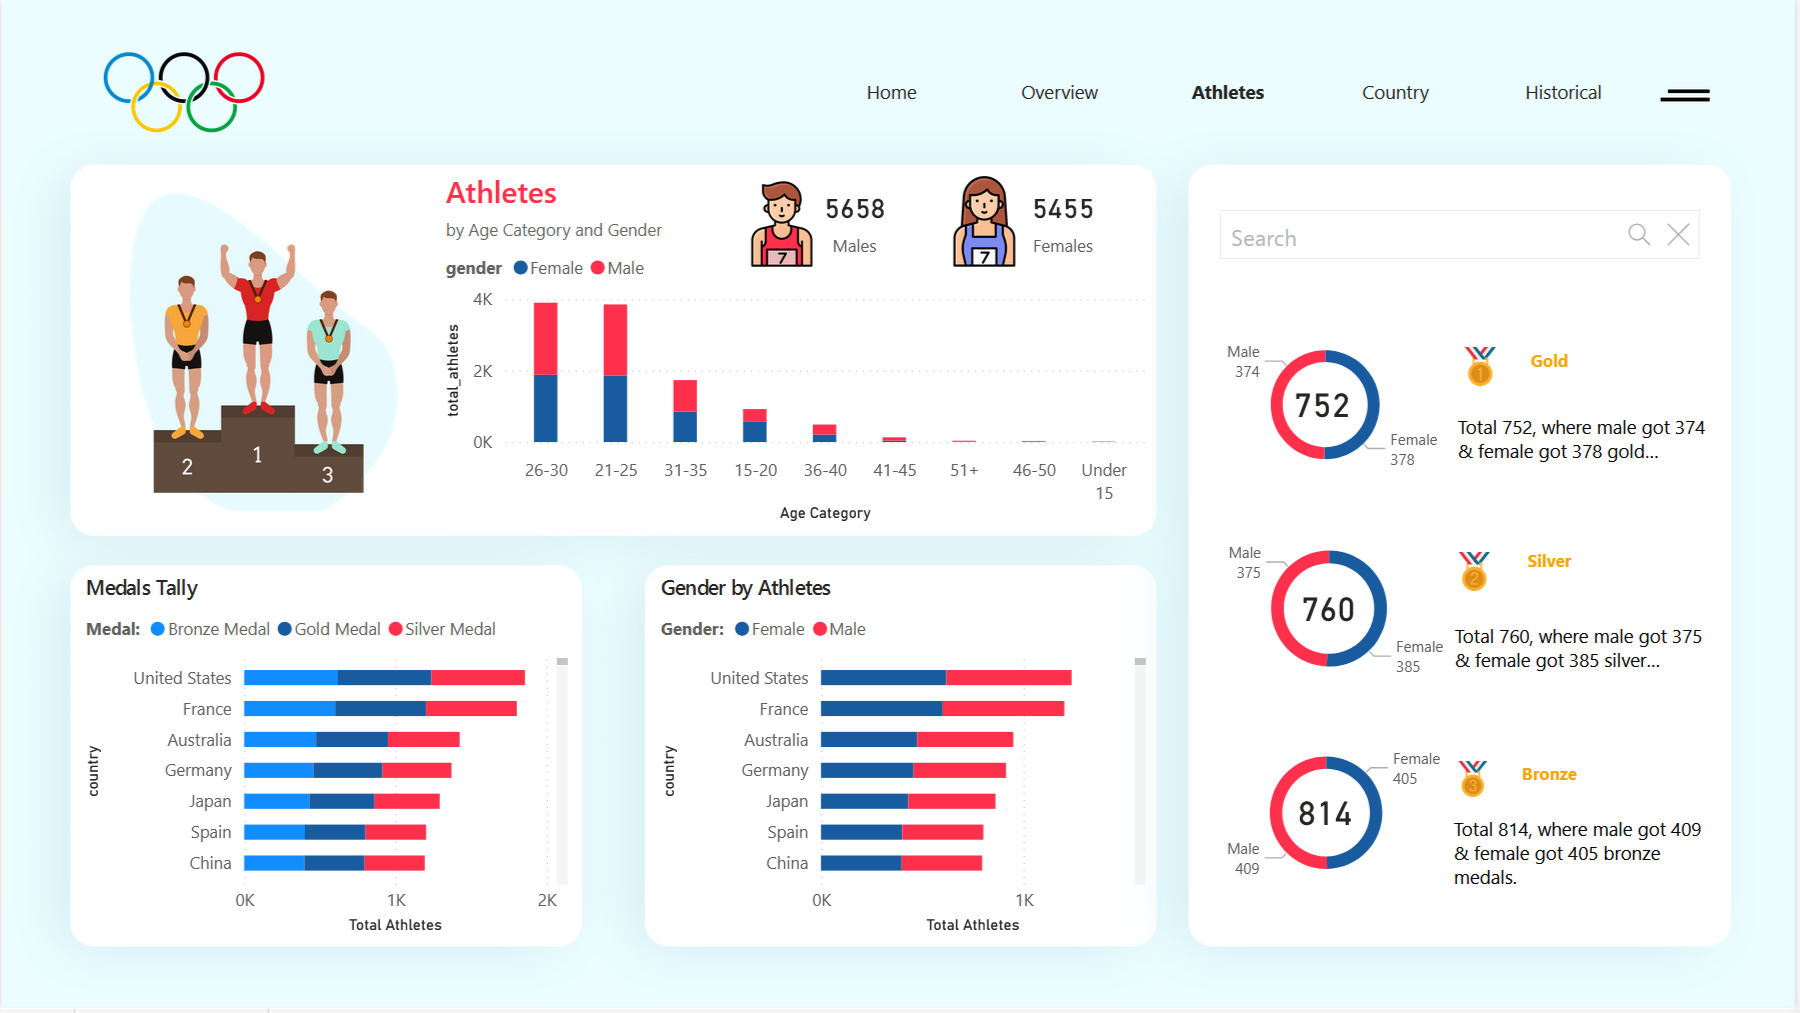 Home
Overview
Athletes
Country
Historical
Athletes
by Age Category and Gender
gender Female Male
5658
Males
5455
Females
7
7
2
1
3
total_athletes
4K
2K
0K
26-30
21-25
31-35
15-20
36-40
41-45
51+
46-50
Under
15
Age Category
Search
Male
374
752
Female
378
1
Gold
Total 752, where male got 374
& female got 378 gold...
Male
375
760
Female
385
2
Silver
Total 760, where male got 375
& female got 385 silver...
Female
405
814
Male
409
3
Bronze
Total 814, where male got 409
& female got 405 bronze
medals.
Medals Tally
Medal: Bronze Medal Gold Medal Silver Medal
country
United States
France
Australia
Germany
Japan
Spain
China
0K
1K
2K
Total Athletes
Gender by Athletes
Gender: Female Male
country
United States
France
Australia
Germany
Japan
Spain
China
0K
1K
Total Athletes